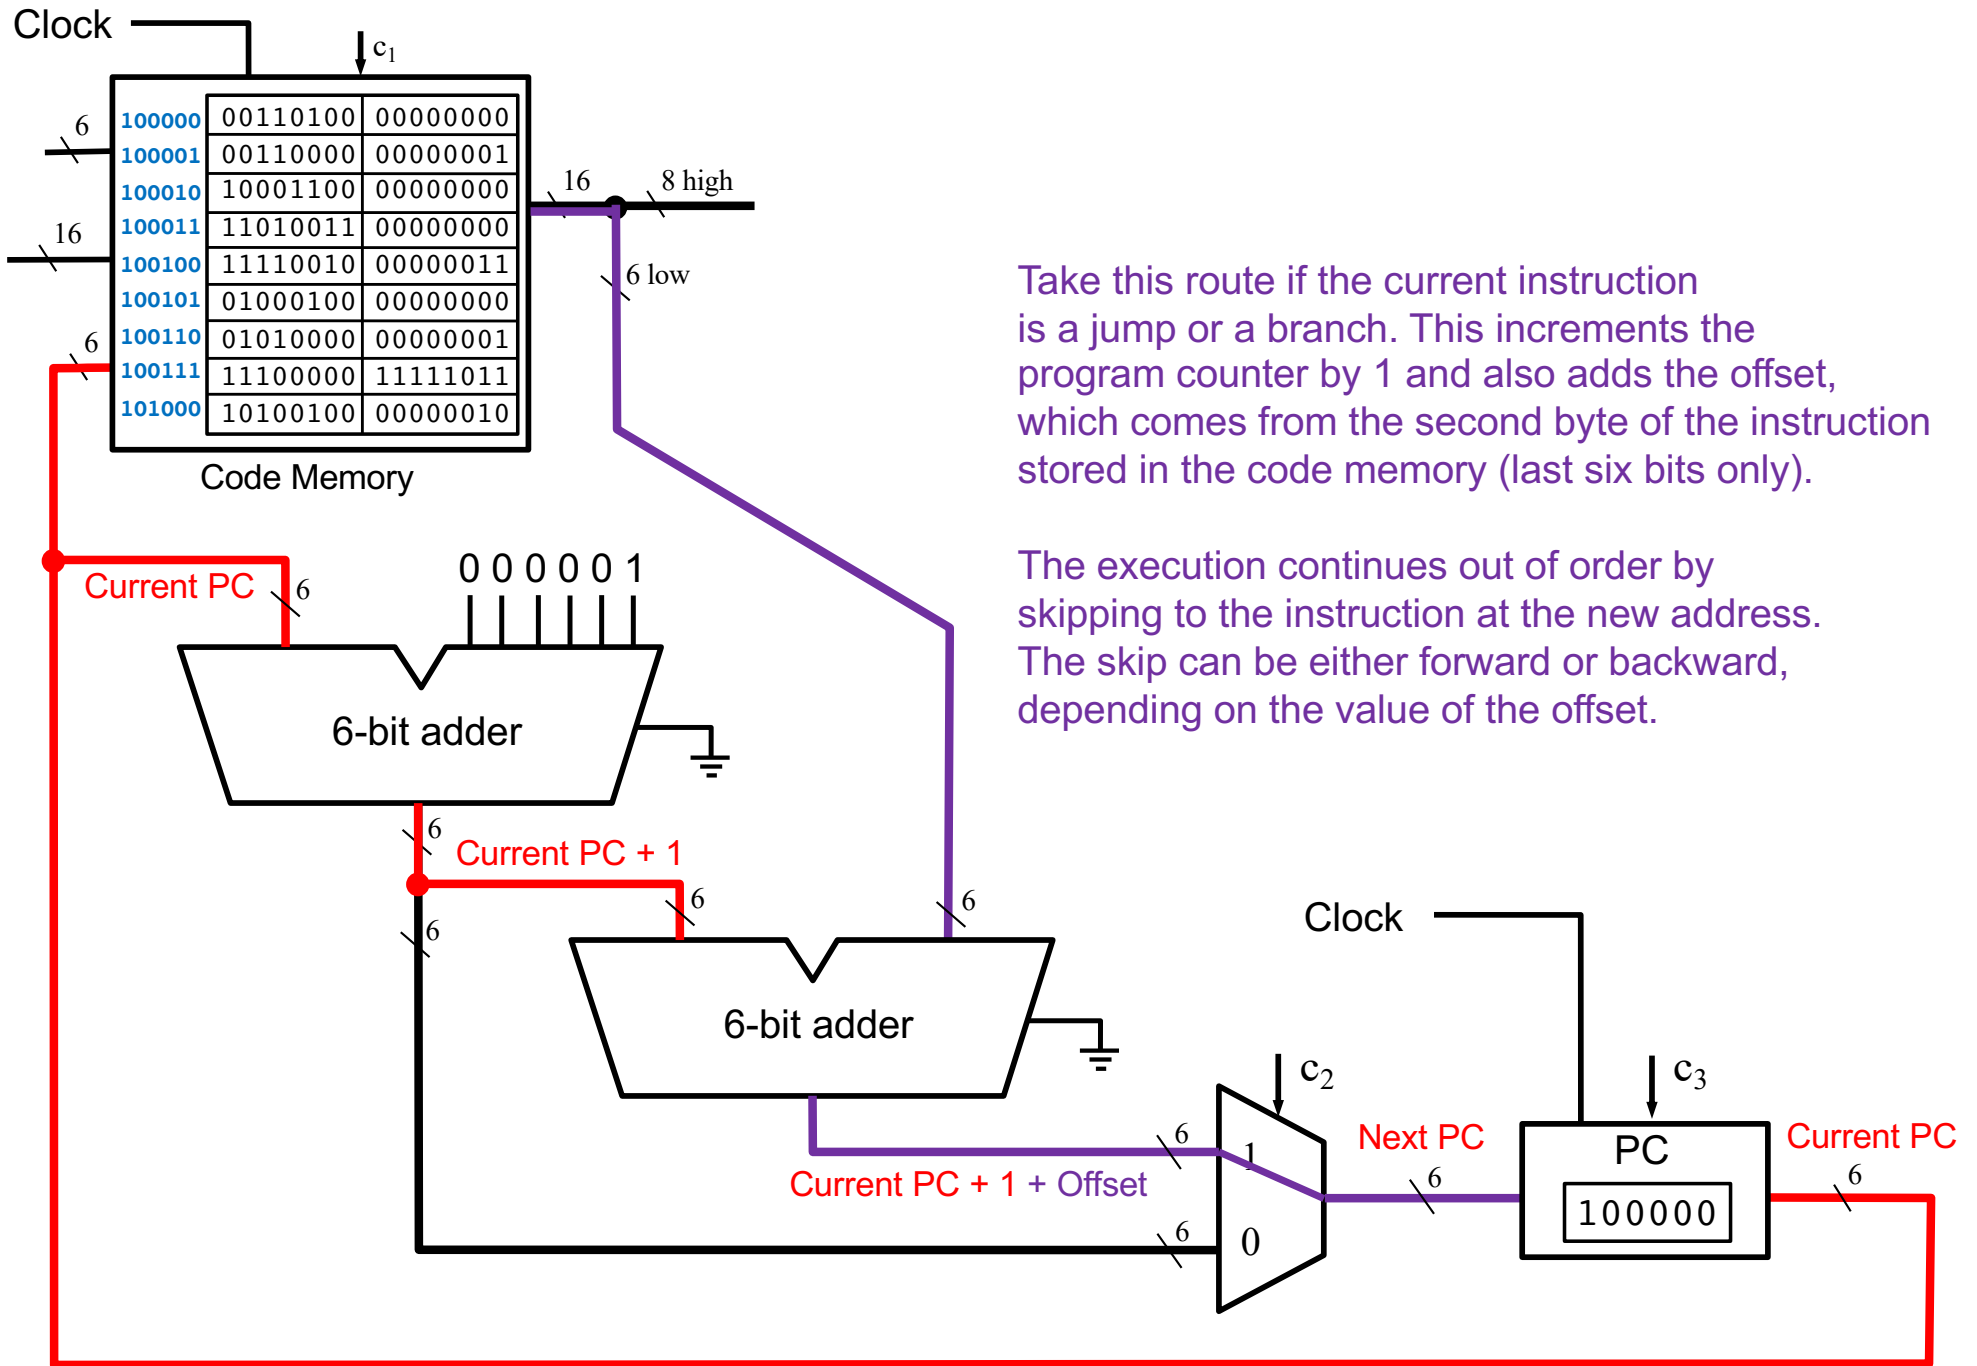 Clock
c1
6
100000 00110100 00000000
100001 00110000 00000001
100010 10001100 00000000
16
8 high
100011 11010011 00000000
16
100100 11110010 00000011
6 low
100101 01000100 00000000
100110 01010000 00000001
6
100111 11100000 11111011
101000 10100100 00000010
Code Memory
Take this route if the current instruction
is a jump or a branch. This increments the
program counter by 1 and also adds the offset,
which comes from the second byte of the instruction
stored in the code memory (last six bits only).
The execution continues out of order by
skipping to the instruction at the new address.
The skip can be either forward or backward,
depending on the value of the offset.
0 0 0 0 0 1
Current PC
6
6-bit adder
6
Current PC + 1
6
6
6
6-bit adder
Clock
c2
c3
6
1
Next PC
PC
Current PC
Current PC + 1 + Offset
6
100000
6
6
0